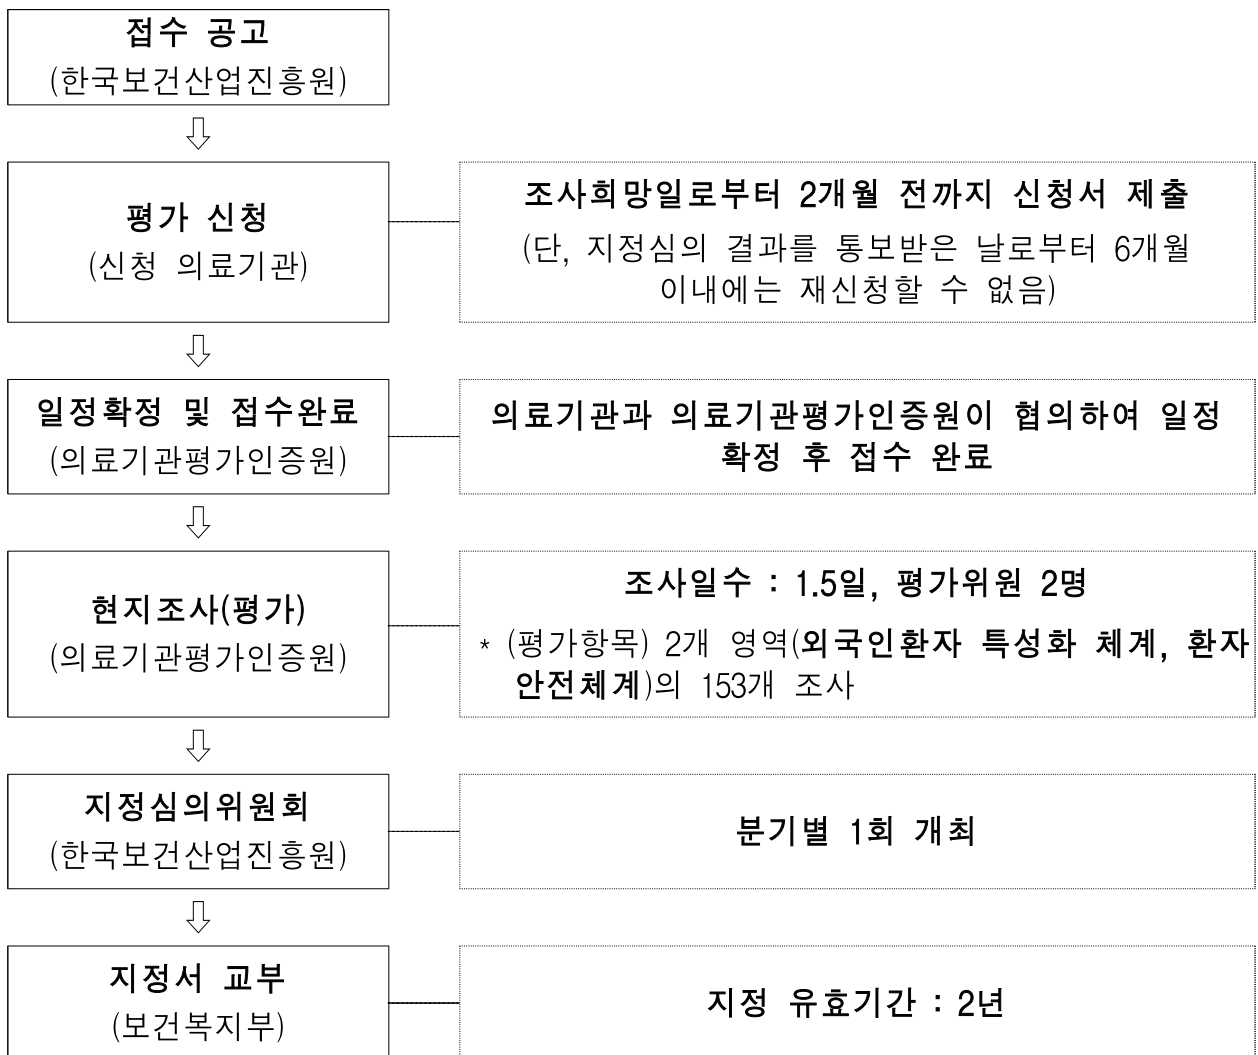 접수 공고
(한국보건산업진흥원)
평가 신청
(신청 의료기관)
조사희망일로부터 2개월 전까지 신청서 제출
(단, 지정심의 결과를 통보받은 날로부터 6개월
이내에는 재신청할 수 없음)
일정확정 및 접수완료
(의료기관평가인증원)
의료기관과 의료기관평가인증원이 협의하여 일정
확정 후 접수 완료
현지조사(평가)
(의료기관평가인증원)
조사일수 : 1.5일, 평가위원 2명
* (평가항목) 2개 영역(외국인환자 특성화 체계, 환자
안전체계)의 153개 조사
지정심의위원회
(한국보건산업진흥원)
분기별 1회 개최
지정서 교부
(보건복지부)
지정 유효기간 : 2년